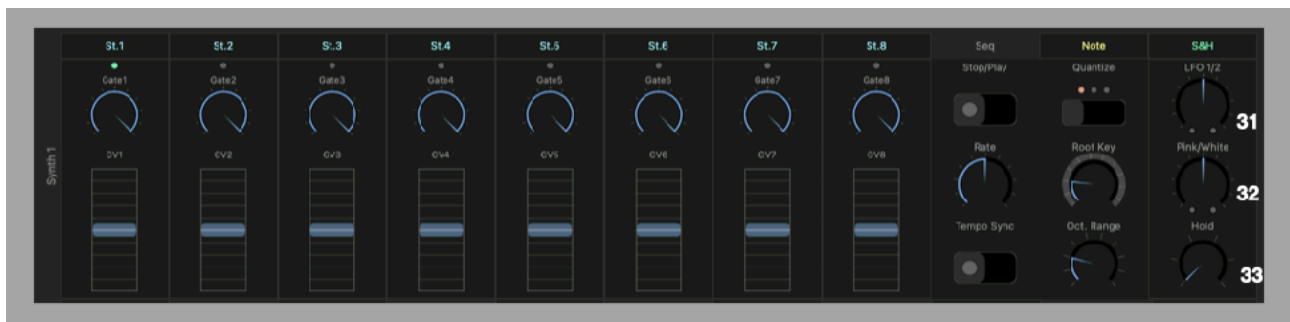 St.1 St.2 St.3 St.4 St.5 St.6 St.7 St.8 Seq Note S&H
Stop/Play Quantize LFO 1/2
Gate1 Gate2 Gate3 Gate4 Gate5 Gate6 Gate7 Gate8
31
Rate Root Key Pink/White
CV1 CV2 CV3 CV4 CV5 CV6 CV7 CV8
Synth 1
32
Tempo Sync Oct. Range Hold
33